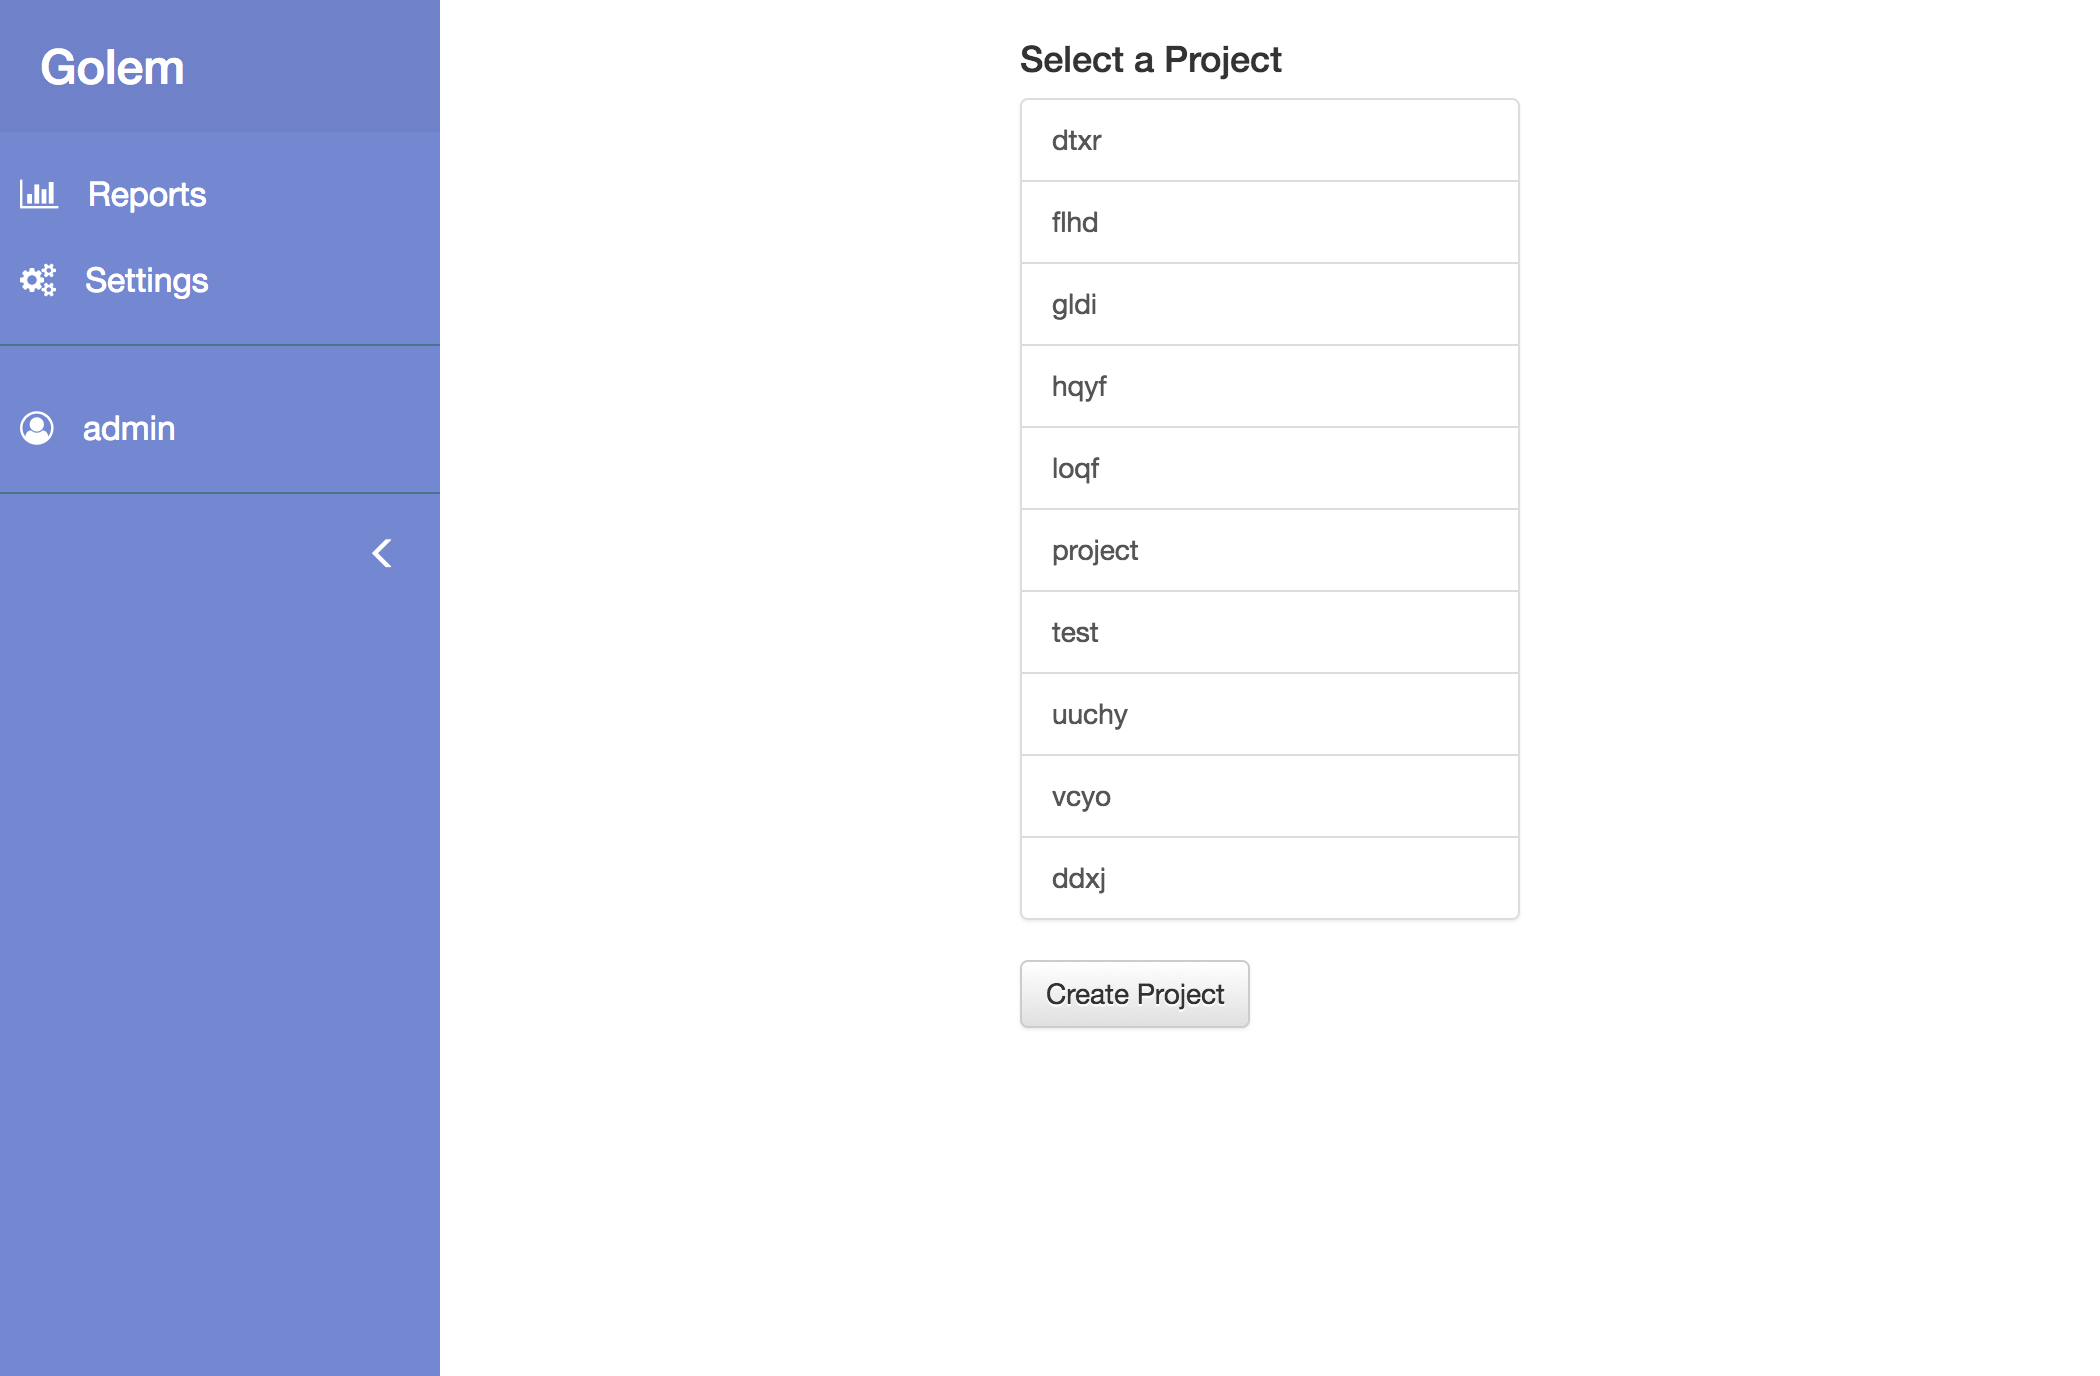 Golem
Reports
Settings
admin
Select a Project
dtxr
flhd
gldi
hqyf
loqf
project
test
uuchy
vcyo
ddxj
Create Project